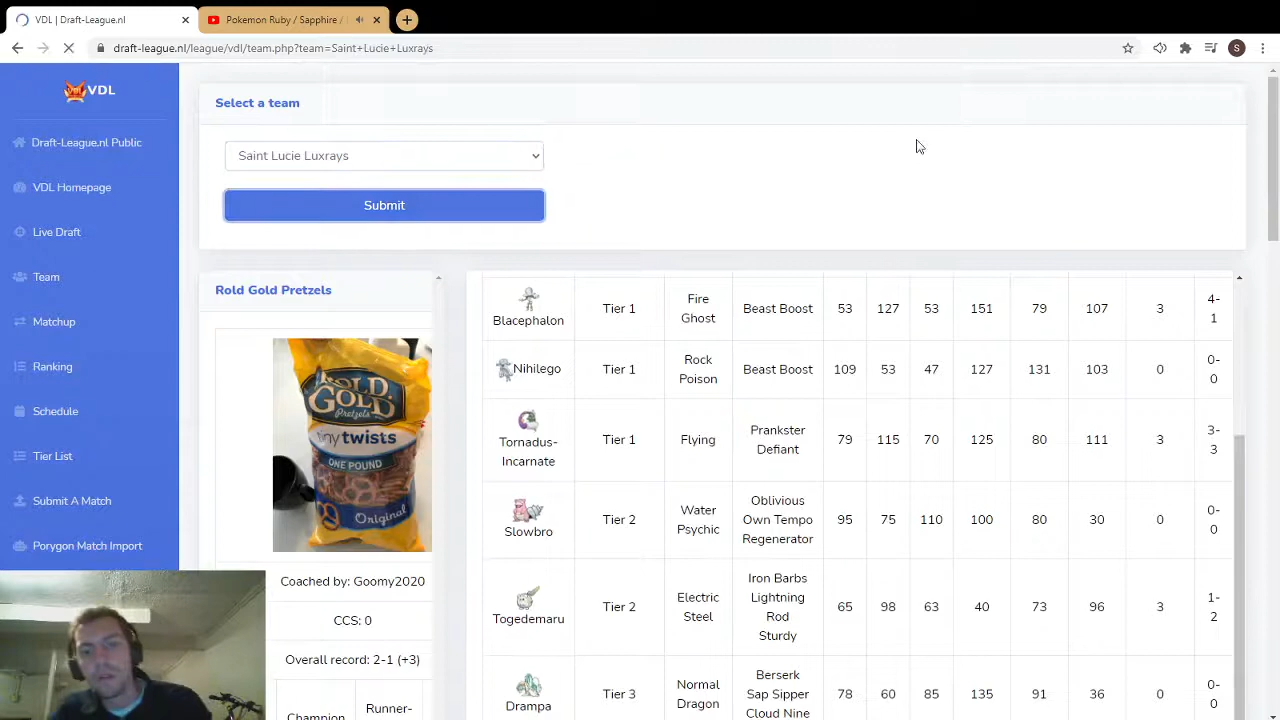 VDL | Draft-League.nl
Pokemon Ruby / Sapphire /
draft-league.nl/league/vdl/team.php?team=Saint+Lucie+Luxrays
S
VDL
Draft-League.nl Public
VDL Homepage
Live Draft
Team
Matchup
Ranking
Schedule
Tier List
Submit A Match
Porygon Match Import
Select a team
Saint Lucie Luxrays
Submit
Rold Gold Pretzels
ROLD
GOLD
Pretzels
tiny twists
ONE POUND
Original
Coached by: Goomy2020
CCS: 0
Overall record: 2-1 (+3)
Champion
Runner-
Blacephalon Tier 1 Fire Ghost Beast Boost 53 127 53 151 79 107 3 4-1
Nihilego Tier 1 Rock Poison Beast Boost 109 53 47 127 131 103 0 0-0
Tornadus-Incarnate Tier 1 Flying Prankster Defiant 79 115 70 125 80 111 3 3-3
Slowbro Tier 2 Water Psychic Oblivious Own Tempo Regenerator 95 75 110 100 80 30 0 0-0
Togedemaru Tier 2 Electric Steel Iron Barbs Lightning Rod Sturdy 65 98 63 40 73 96 3 1-2
Drampa Tier 3 Normal Dragon Berserk Sap Sipper Cloud Nine 78 60 85 135 91 36 0 0-0